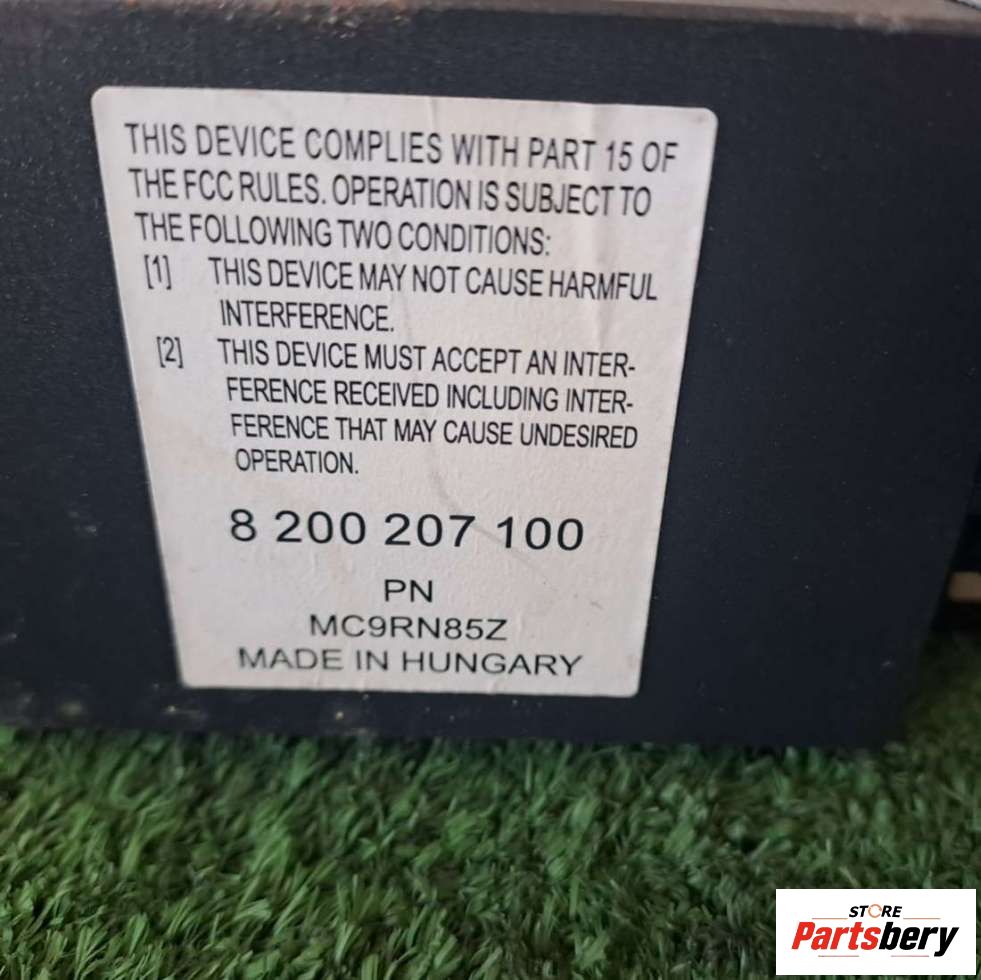 THIS DEVICE COMPLIES WITH PART 15 OF
THE FCC RULES. OPERATION IS SUBJECT TO
THE FOLLOWING TWO CONDITIONS:
[1] THIS DEVICE MAY NOT CAUSE HARMFUL
INTERFERENCE.
[2] THIS DEVICE MUST ACCEPT AN INTER-
FERENCE RECEIVED INCLUDING INTER-
FERENCE THAT MAY CAUSE UNDESIRED
OPERATION.
8 200 207 100
PN
MC9RN85Z
MADE IN HUNGARY
STORE
Partsbery